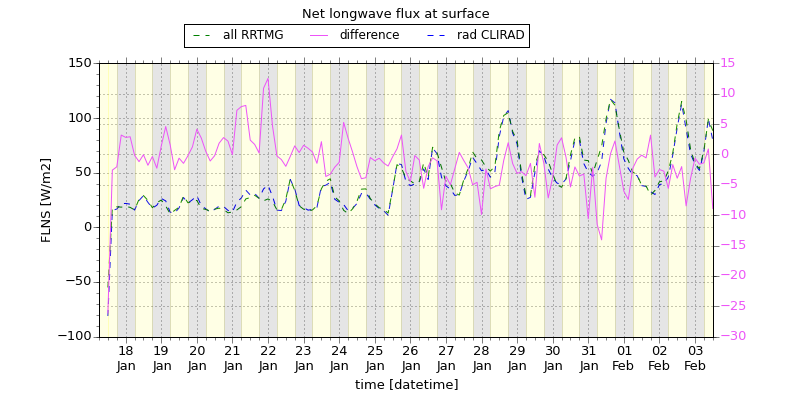 Net longwave flux at surface
all RRTMG difference rad CLIRAD
150 15
10
100 5
50 0
−5
0 −10
−15
−50 −20
−25
−100 −30
FLNS [W/m2]
18 19 20 21 22 23 24 25 26 27 28 29 30 31 01 02 03
Jan Jan Jan Jan Jan Jan Jan Jan Jan Jan Jan Jan Jan Jan Feb Feb Feb
time [datetime]